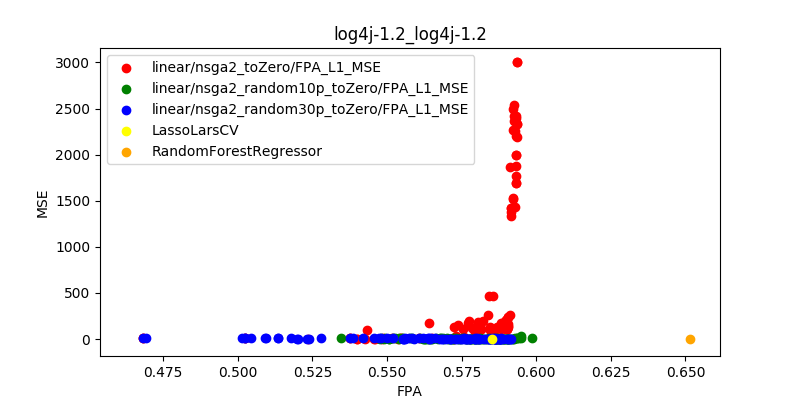 log4j-1.2_log4j-1.2
linear/nsga2_toZero/FPA_L1_MSE
linear/nsga2_random10p_toZero/FPA_L1_MSE
linear/nsga2_random30p_toZero/FPA_L1_MSE
LassoLarsCV
RandomForestRegressor
3000
2500
2000
1500
1000
500
0
MSE
0.475
0.500
0.525
0.550
0.575
0.600
0.625
0.650
FPA